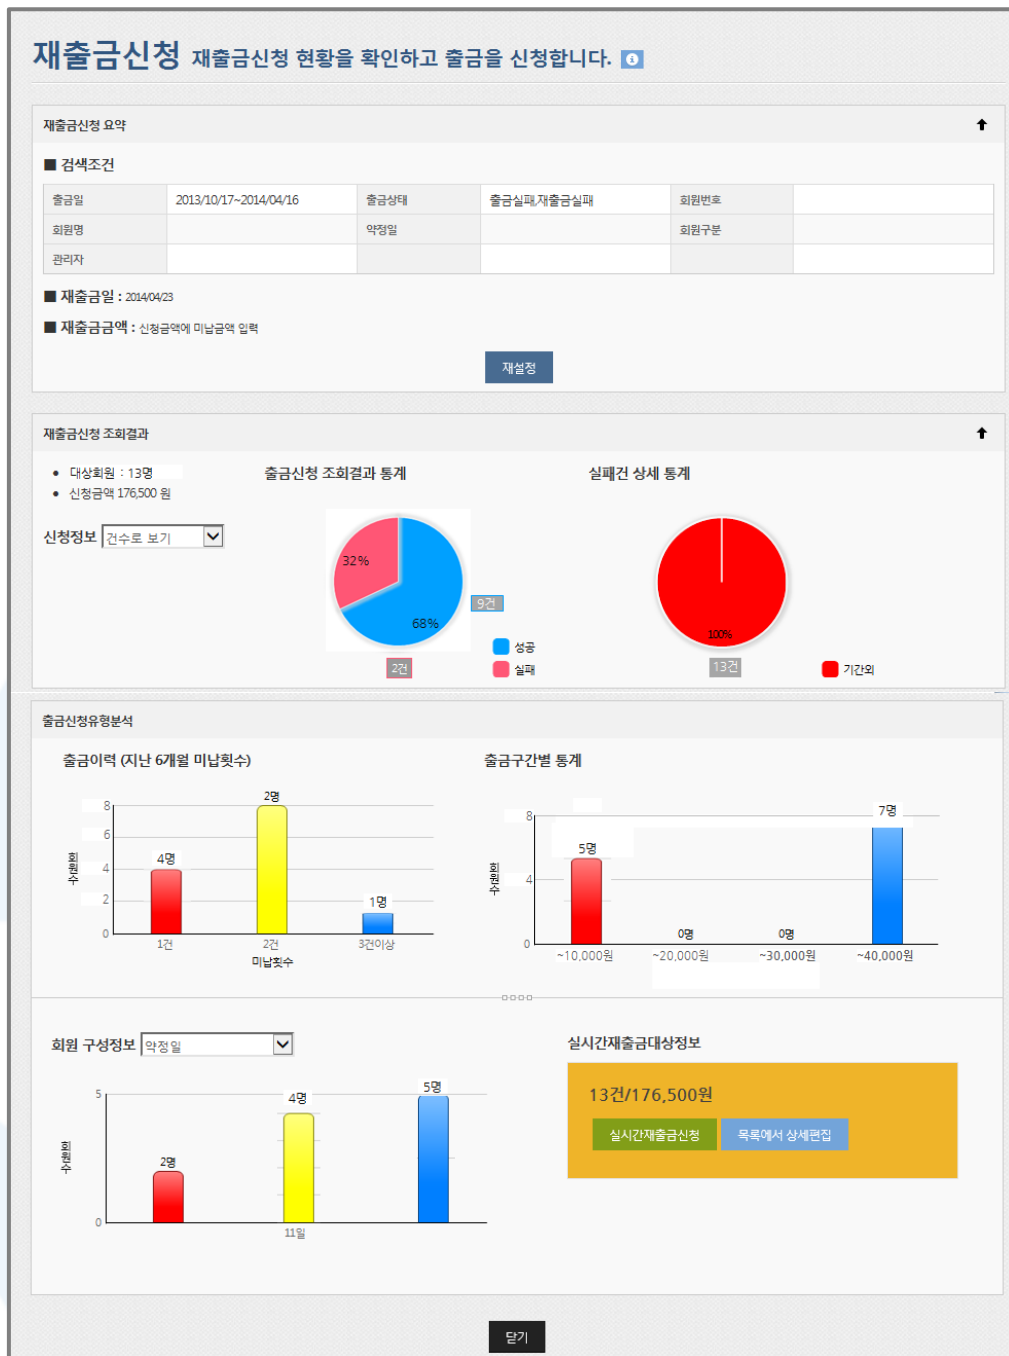 재출금신청 재출금신청 현황을 확인하고 출금을 신청합니다.
재출금신청 요약
■ 검색조건
출금일 2013/10/17~2014/04/16 출금상태 출금실패,재출금실패 회원번호
회원명 약정일 회원구분
관리자
■ 재출금일 : 2014/04/23
■ 재출금금액 : 신청금액에 미납금액 입력
재설정
재출금신청 조회결과
• 대상회원 : 13명
• 신청금액 176,500 원
신청정보 건수로 보기
출금신청 조회결과 통계
32%
68%
9건
2건
성공
실패
실패건 상세 통계
100%
13건
기간외
출금신청유형분석
출금이력 (지난 6개월 미납횟수)
회원수
8
6
4
2
0
4명
2명
1명
1건 2건 3건이상
미납횟수
출금구간별 통계
회원수
8
4
0
5명
0명
0명
7명
~10,000원 ~20,000원 ~30,000원 ~40,000원
회원 구성정보 약정일
회원수
5
0
2명
4명
5명
11일
실시간재출금대상정보
13건/176,500원
실시간재출금신청 목록에서 상세편집
닫기